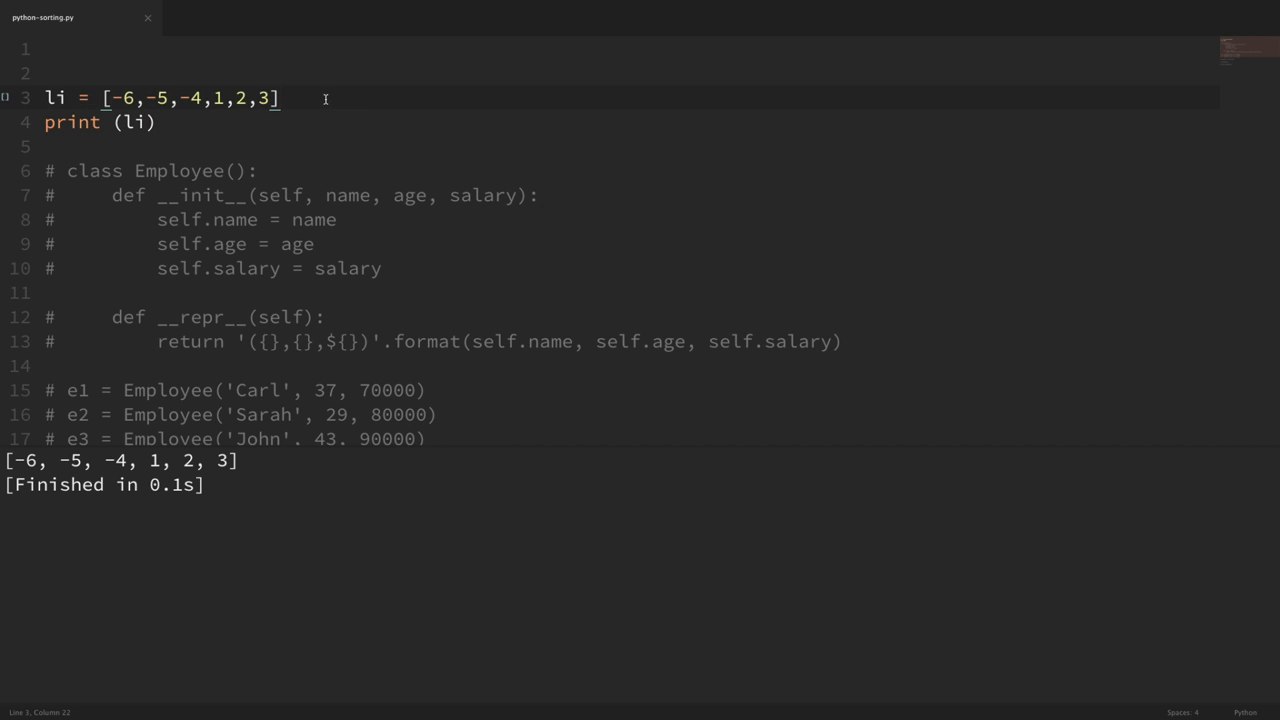 python-sorting.py
1
2
3 li = [-6,-5,-4,1,2,3]
4 print (li)
5
6 # class Employee():
7 #     def __init__(self, name, age, salary):
8 #         self.name = name
9 #         self.age = age
10 #         self.salary = salary
11
12 #     def __repr__(self):
13 #         return '({},{},${})'.format(self.name, self.age, self.salary)
14
15 # e1 = Employee('Carl', 37, 70000)
16 # e2 = Employee('Sarah', 29, 80000)
17 # e3 = Employee('John', 43, 90000)
[-6, -5, -4, 1, 2, 3]
[Finished in 0.1s]
Line 3, Column 22
Spaces: 4
Python